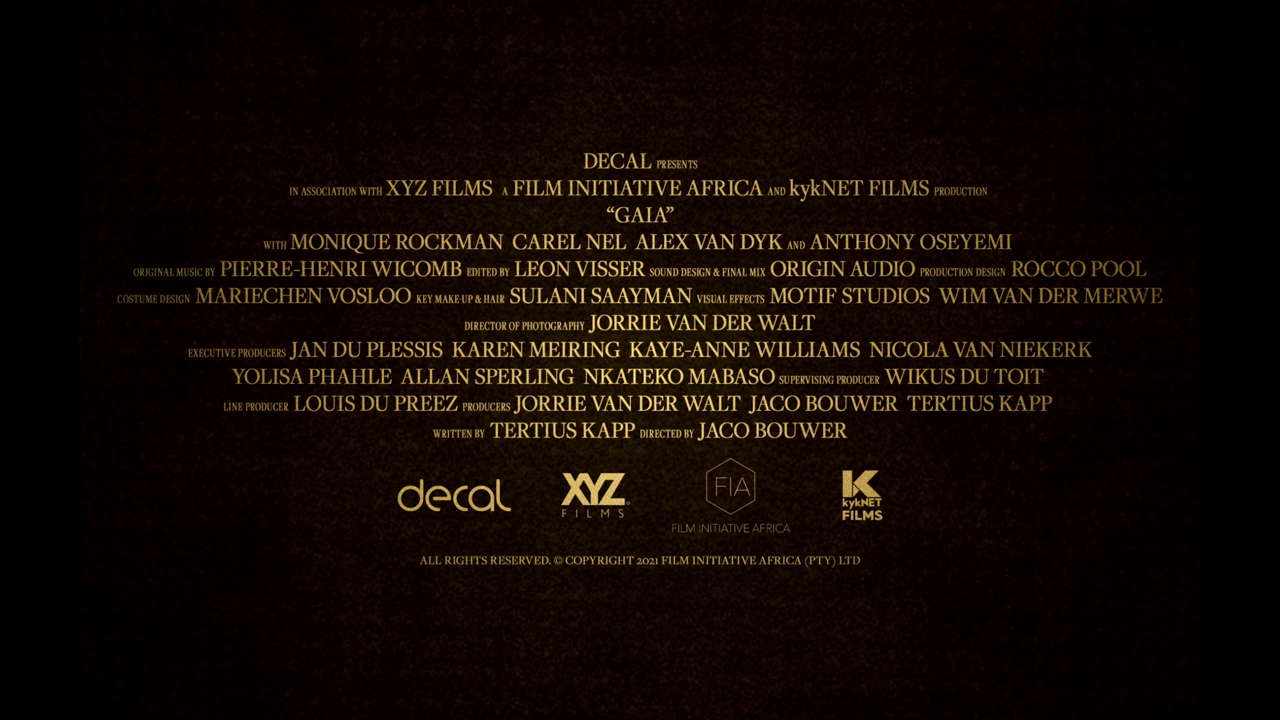 DECAL PRESENTS
IN ASSOCIATION WITH XYZ FILMS A FILM INITIATIVE AFRICA AND kykNET FILMS PRODUCTION
“GAIA”
WITH MONIQUE ROCKMAN CAREL NEL ALEX VAN DYK AND ANTHONY OSEYEMI
ORIGINAL MUSIC BY PIERRE-HENRI WICOMB EDITED BY LEON VISSER SOUND DESIGN & FINAL MIX ORIGIN AUDIO PRODUCTION DESIGN ROCCO POOL
COSTUME DESIGN MARIECHEN VOSLOO KEY MAKE-UP & HAIR SULANI SAAYMAN VISUAL EFFECTS MOTIF STUDIOS WIM VAN DER MERWE
DIRECTOR OF PHOTOGRAPHY JORRIE VAN DER WALT
EXECUTIVE PRODUCERS JAN DU PLESSIS KAREN MEIRING KAYE-ANNE WILLIAMS NICOLA VAN NIEKERK
YOLISA PHAHLE ALLAN SPERLING NKATEKO MABASO SUPERVISING PRODUCER WIKUS DU TOIT
LINE PRODUCER LOUIS DU PREEZ PRODUCERS JORRIE VAN DER WALT JACO BOUWER TERTIUS KAPP
WRITTEN BY TERTIUS KAPP DIRECTED BY JACO BOUWER
decal
XYZ
FILMS
FIA
FILM INITIATIVE AFRICA
K
kykNET
FILMS
ALL RIGHTS RESERVED. © COPYRIGHT 2021 FILM INITIATIVE AFRICA (PTY) LTD